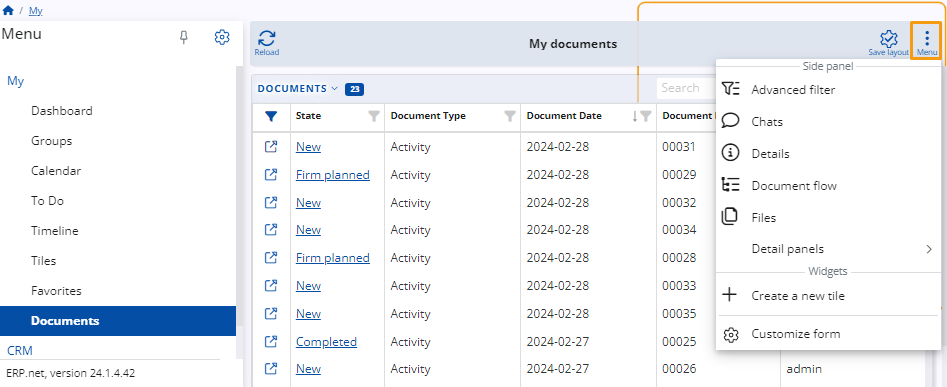 / My
Menu
My
Dashboard
Groups
Calendar
To Do
Timeline
Tiles
Favorites
Documents
CRM
ERP.net, version 24.1.4.42
Reload
My documents
Save layout
Menu
DOCUMENTS 23
Search
State Document Type Document Date Document
New Activity 2024-02-28 00031
Firm planned Activity 2024-02-28 00029
New Activity 2024-02-28 00032
New Activity 2024-02-28 00034
Firm planned Activity 2024-02-28 00028
New Activity 2024-02-28 00033
New Activity 2024-02-28 00035
Completed Activity 2024-02-27 00025
New Activity 2024-02-27 00026 admin
Side panel
Advanced filter
Chats
Details
Document flow
Files
Detail panels
Widgets
Create a new tile
Customize form